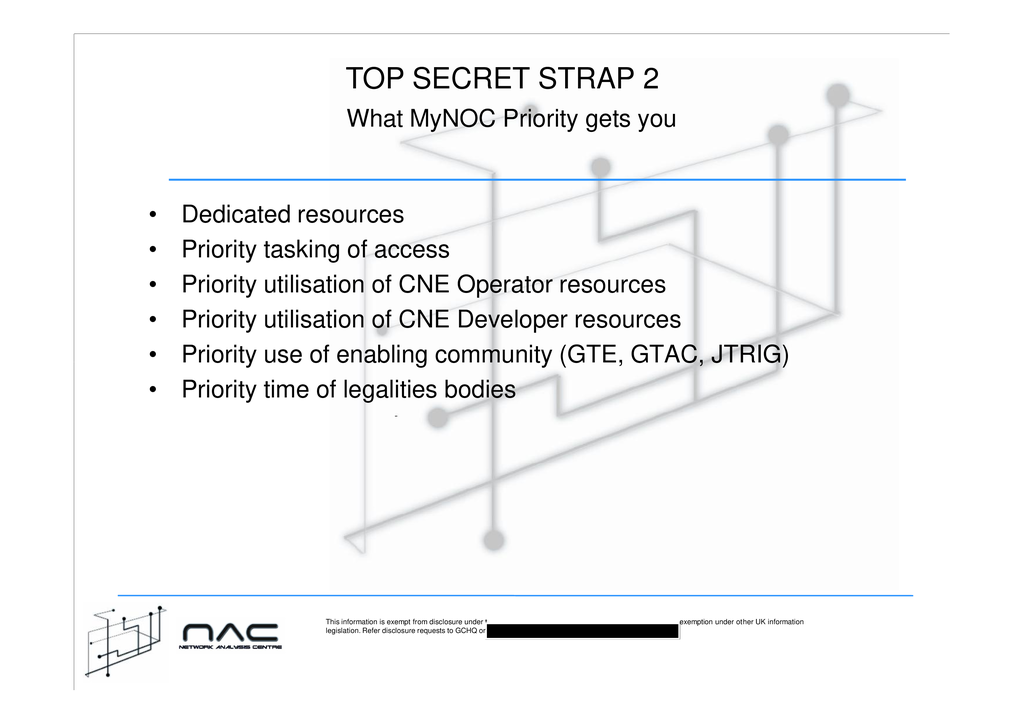 TOP SECRET STRAP 2
What MyNOC Priority gets you
• Dedicated resources
• Priority tasking of access
• Priority utilisation of CNE Operator resources
• Priority utilisation of CNE Developer resources
• Priority use of enabling community (GTE, GTAC, JTRIG)
• Priority time of legalities bodies
-
NAC
NETWORK ANALYSIS CENTRE
This information is exempt from disclosure under exemption under other UK information
legislation. Refer disclosure requests to GCHQ on